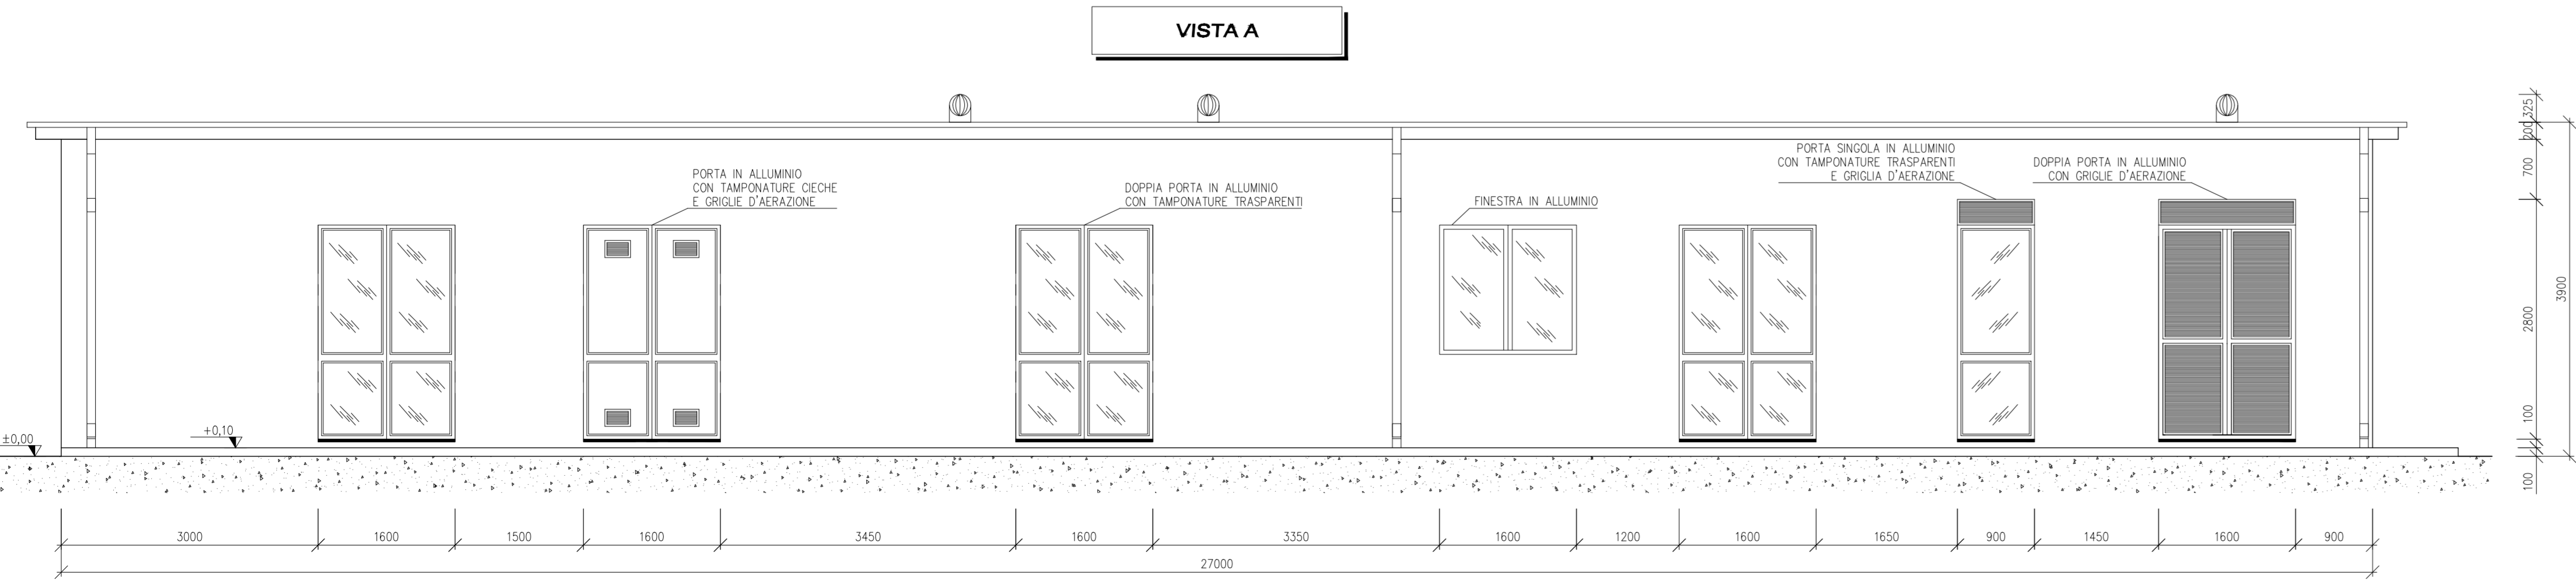 VISTA A
PORTA IN ALLUMINIO
CON TAMPONATURE CIECHE
E GRIGLIE D'AERAZIONE
DOPPIA PORTA IN ALLUMINIO
CON TAMPONATURE TRASPARENTI
FINESTRA IN ALLUMINIO
PORTA SINGOLA IN ALLUMINIO
CON TAMPONATURE TRASPARENTI
E GRIGLIA D'AERAZIONE
DOPPIA PORTA IN ALLUMINIO
CON GRIGLIE D'AERAZIONE
325
200
700
2800
100
100
3900
±0,00
+0,10
3000 1600 1500 1600 3450 1600 3350 1600 1200 1600 1650 900 1450 1600 900
27000